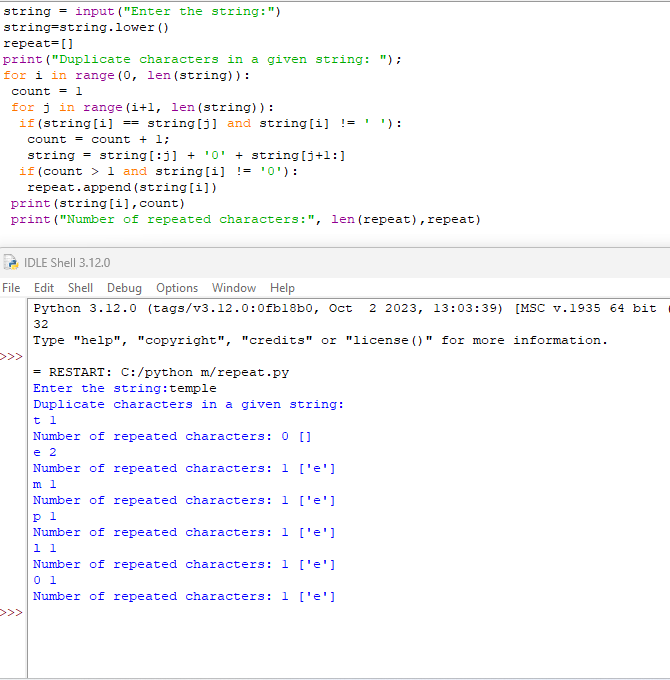 string = input("Enter the string:")
string=string.lower()
repeat=[]
print("Duplicate characters in a given string: ");
for i in range(0, len(string)):
 count = 1
 for j in range(i+1, len(string)):
  if(string[i] == string[j] and string[i] != ' '):
   count = count + 1;
   string = string[:j] + '0' + string[j+1:]
  if(count > 1 and string[i] != '0'):
   repeat.append(string[i])
 print(string[i],count)
 print("Number of repeated characters:", len(repeat),repeat)
IDLE Shell 3.12.0
File Edit Shell Debug Options Window Help
Python 3.12.0 (tags/v3.12.0:0fb18b0, Oct  2 2023, 13:03:39) [MSC v.1935 64 bit (
32
Type "help", "copyright", "credits" or "license()" for more information.
>>>
= RESTART: C:/python m/repeat.py
Enter the string:temple
Duplicate characters in a given string:
t 1
Number of repeated characters: 0 []
e 2
Number of repeated characters: 1 ['e']
m 1
Number of repeated characters: 1 ['e']
p 1
Number of repeated characters: 1 ['e']
l 1
Number of repeated characters: 1 ['e']
0 1
Number of repeated characters: 1 ['e']
>>>